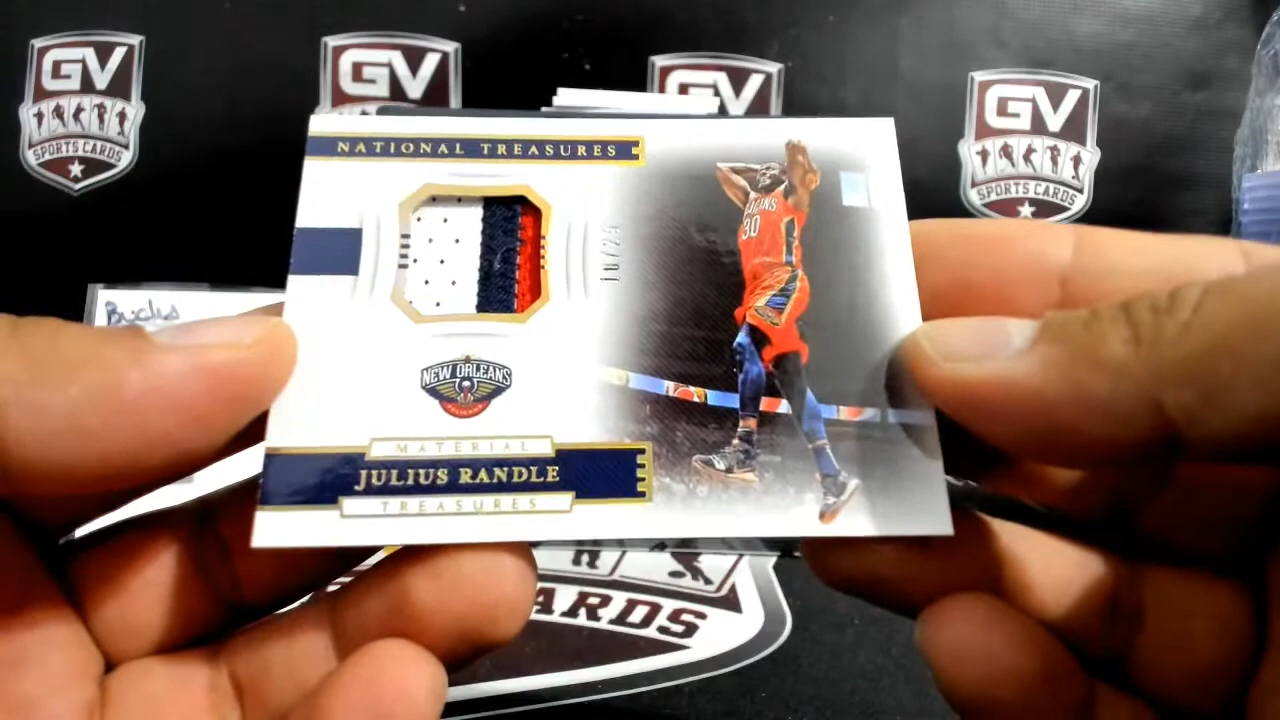 GV
SPORTS CARDS
GV
GV
GV
SPORTS CARDS
NATIONAL TREASURES
30
NEW ORLEANS
PELICANS
MATERIAL
JULIUS RANDLE
TREASURES
Bucks
ARDS